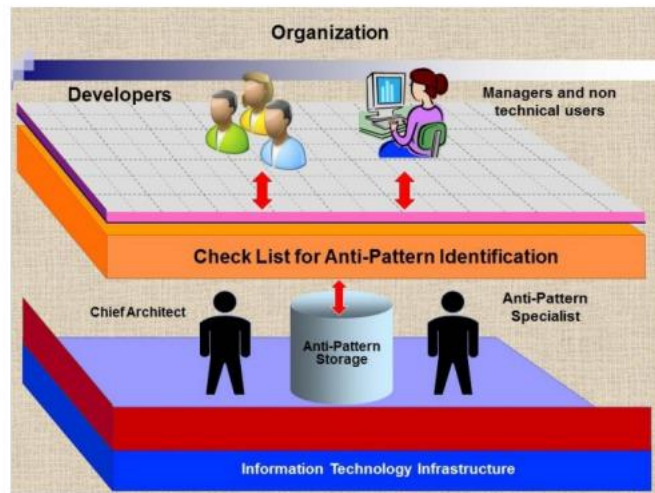 Organization
Developers
Managers and non
technical users
Check List for Anti-Pattern Identification
Chief Architect
Anti-Pattern
Storage
Anti-Pattern
Specialist
Information Technology Infrastructure